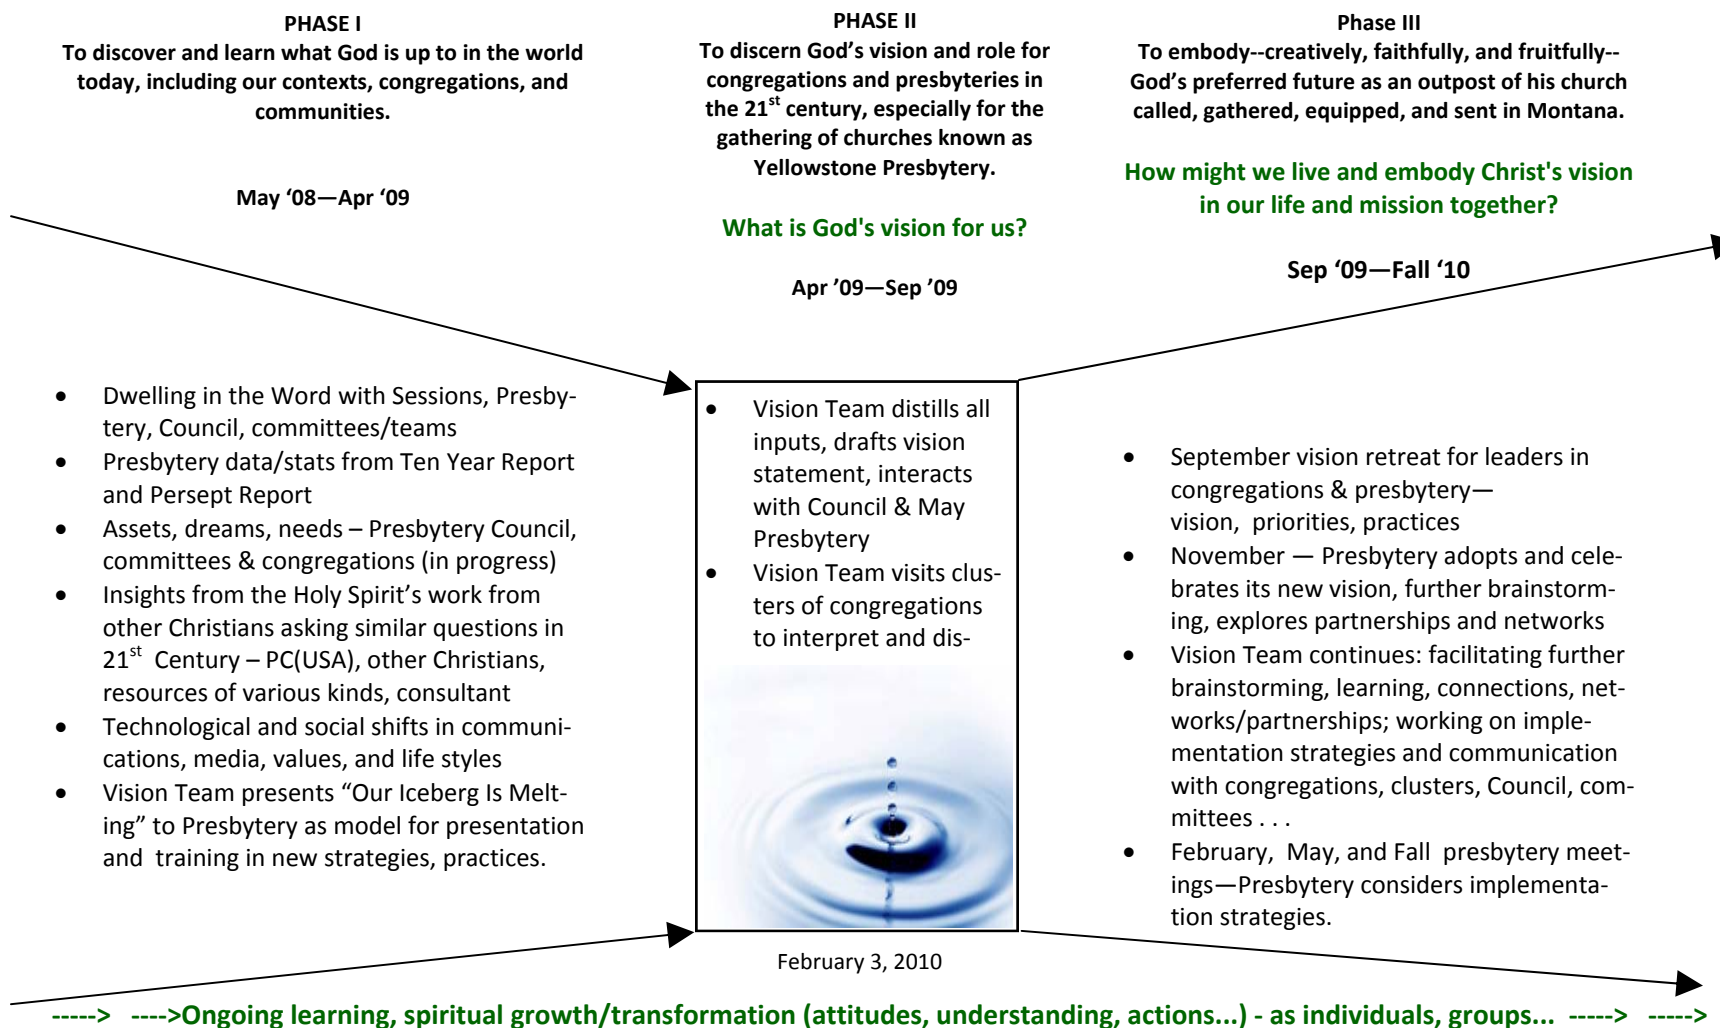 PHASE I
To discover and learn what God is up to in the world
today, including our contexts, congregations, and
communities.
May ‘08—Apr ‘09
PHASE II
To discern God’s vision and role for
congregations and presbyteries in
the 21st century, especially for the
gathering of churches known as
Yellowstone Presbytery.
What is God's vision for us?
Apr ’09—Sep ’09
Phase III
To embody--creatively, faithfully, and fruitfully--
God’s preferred future as an outpost of his church
called, gathered, equipped, and sent in Montana.
How might we live and embody Christ's vision
in our life and mission together?
Sep ‘09—Fall ‘10
• Dwelling in the Word with Sessions, Presby-
tery, Council, committees/teams
• Presbytery data/stats from Ten Year Report
and Persept Report
• Assets, dreams, needs – Presbytery Council,
committees & congregations (in progress)
• Insights from the Holy Spirit’s work from
other Christians asking similar questions in
21st Century – PC(USA), other Christians,
resources of various kinds, consultant
• Technological and social shifts in communi-
cations, media, values, and life styles
• Vision Team presents “Our Iceberg Is Melt-
ing” to Presbytery as model for presentation
and training in new strategies, practices.
• Vision Team distills all
inputs, drafts vision
statement, interacts
with Council & May
Presbytery
• Vision Team visits clus-
ters of congregations
to interpret and dis-
• September vision retreat for leaders in
congregations & presbytery—
vision, priorities, practices
• November — Presbytery adopts and cele-
brates its new vision, further brainstorm-
ing, explores partnerships and networks
• Vision Team continues: facilitating further
brainstorming, learning, connections, net-
works/partnerships; working on imple-
mentation strategies and communication
with congregations, clusters, Council, com-
mittees . . .
• February, May, and Fall presbytery meet-
ings—Presbytery considers implementa-
tion strategies.
February 3, 2010
-----> ---->Ongoing learning, spiritual growth/transformation (attitudes, understanding, actions...) - as individuals, groups... -----> ----->